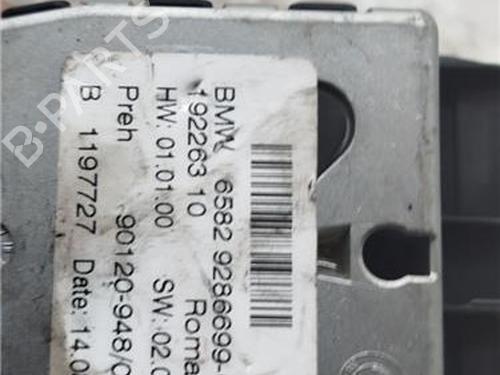 BMW 6582 9286699-
192263 10 Roma
HW: 01.01.00 SW: 02.0
Preh 90120-948/0
B 1197727 Date: 14.0
B-PARTS